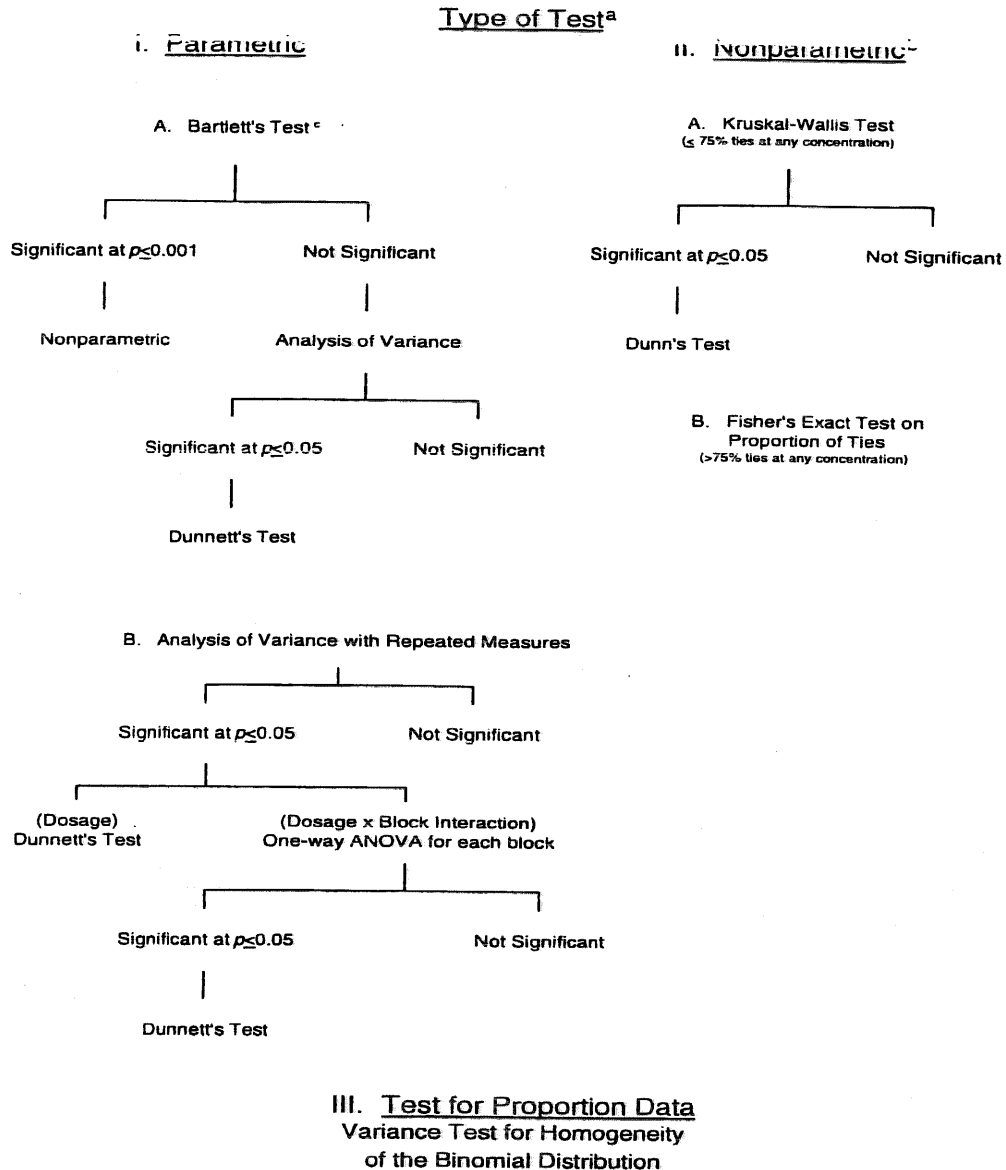 Type of Testª
I. Parametric
II. Nonparametric
A. Bartlett's Test ᶜ
A. Kruskal-Wallis Test
(≤ 75% ties at any concentration)
Significant at p≤0.001
Not Significant
Significant at p≤0.05
Not Significant
Nonparametric
Analysis of Variance
Dunn's Test
Significant at p≤0.05
Not Significant
B. Fisher's Exact Test on
Proportion of Ties
(>75% ties at any concentration)
Dunnett's Test
B. Analysis of Variance with Repeated Measures
Significant at p≤0.05
Not Significant
(Dosage)
Dunnett's Test
(Dosage x Block Interaction)
One-way ANOVA for each block
Significant at p≤0.05
Not Significant
Dunnett's Test
III. Test for Proportion Data
Variance Test for Homogeneity
of the Binomial Distribution